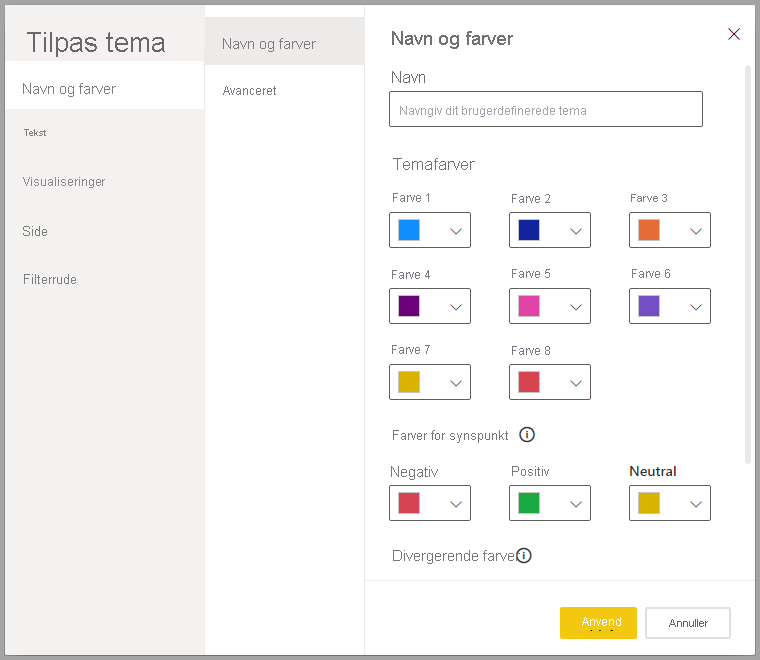 Tilpas tema
Navn og farver
Tekst
Visualiseringer
Side
Filterrude
Navn og farver
Avanceret
Navn og farver
Navn
Navngiv dit brugerdefinerede tema
Temafarver
Farve 1 Farve 2 Farve 3
Farve 4 Farve 5 Farve 6
Farve 7 Farve 8
Farver for synspunkt
Negativ Positiv Neutral
Divergerende farver
Anvend Annuller